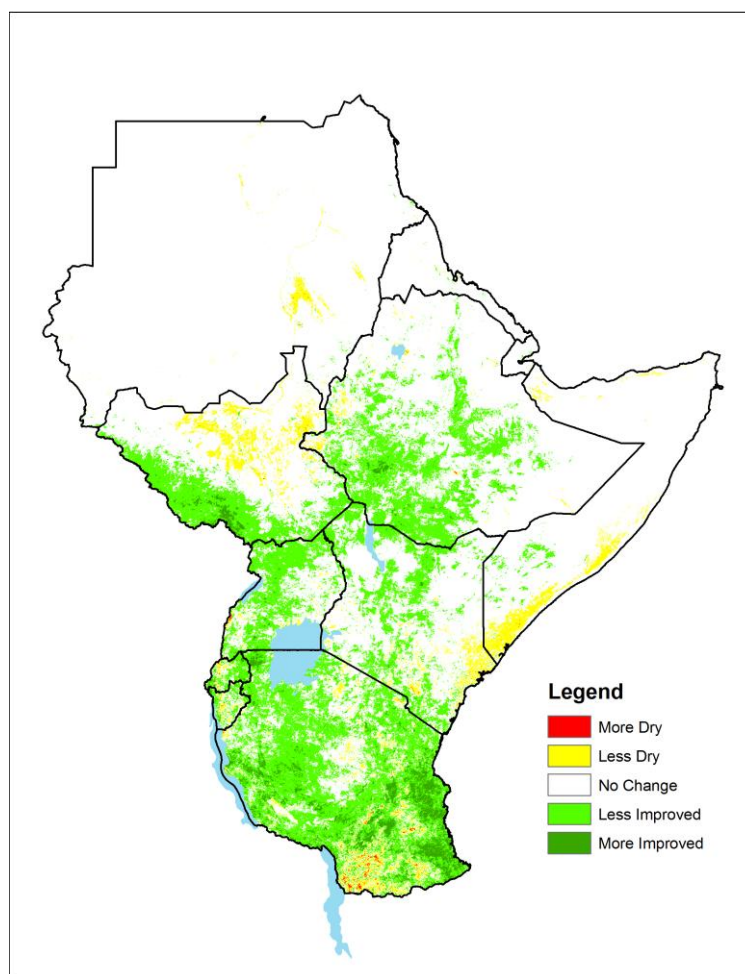 Legend
More Dry
Less Dry
No Change
Less Improved
More Improved